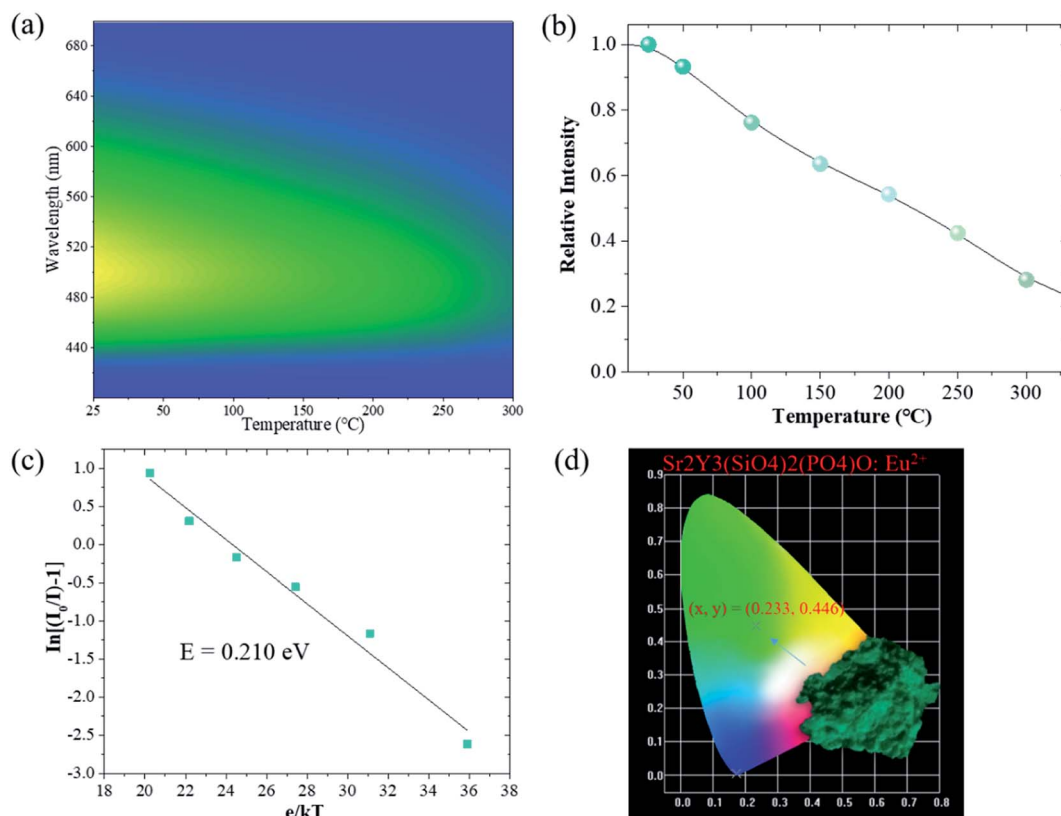 (a)
680
640
600
560
520
480
440
Wavelength (nm)
25 50 100 150 200 250 300
Temperature (°C)
(b)
1.0
0.8
0.6
0.4
0.2
0.0
Relative Intensity
50 100 150 200 250 300
Temperature (°C)
(c)
1.0
0.5
0.0
-0.5
-1.0
-1.5
-2.0
-2.5
-3.0
In[(I0/I)-1]
E = 0.210 eV
18 20 22 24 26 28 30 32 34 36 38
e/kT
(d)
Sr2Y3(SiO4)2(PO4)O: Eu²⁺
0.9
0.8
0.7
0.6
0.5
0.4
0.3
0.2
0.1
0.0
(x, y) = (0.233, 0.446)
0.0 0.1 0.2 0.3 0.4 0.5 0.6 0.7 0.8